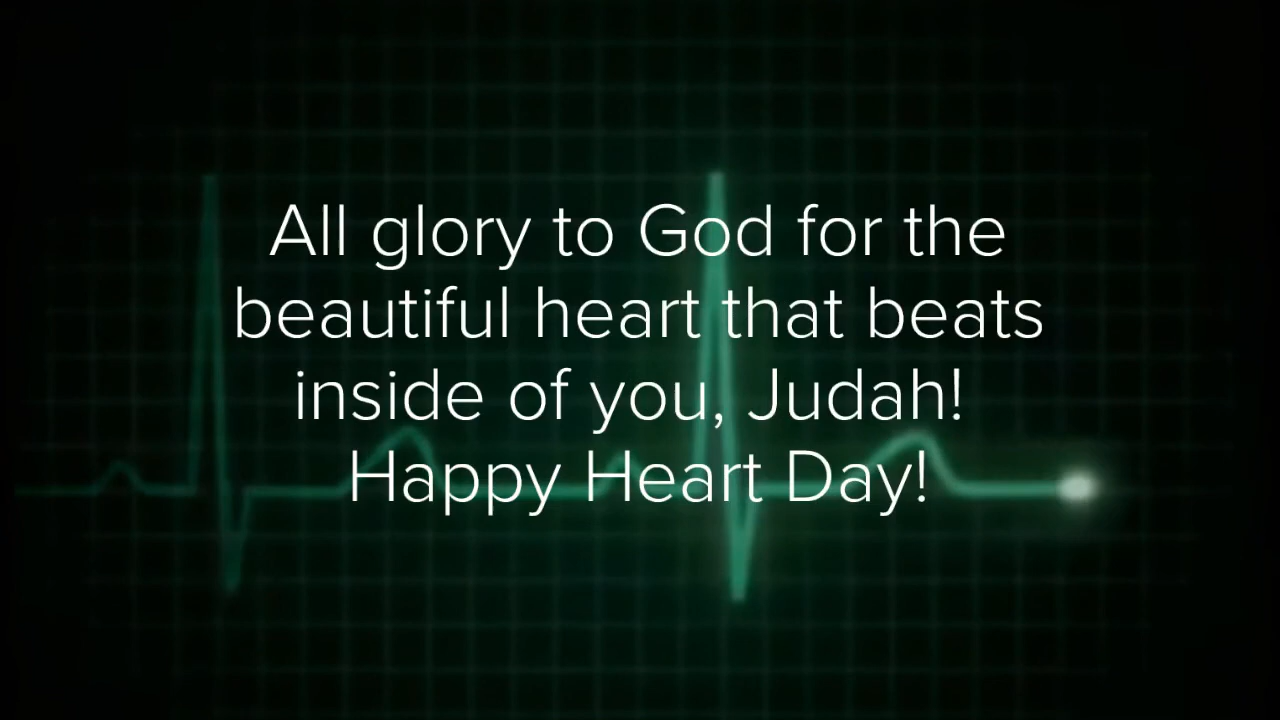 All glory to God for the
beautiful heart that beats
inside of you, Judah!
Happy Heart Day!